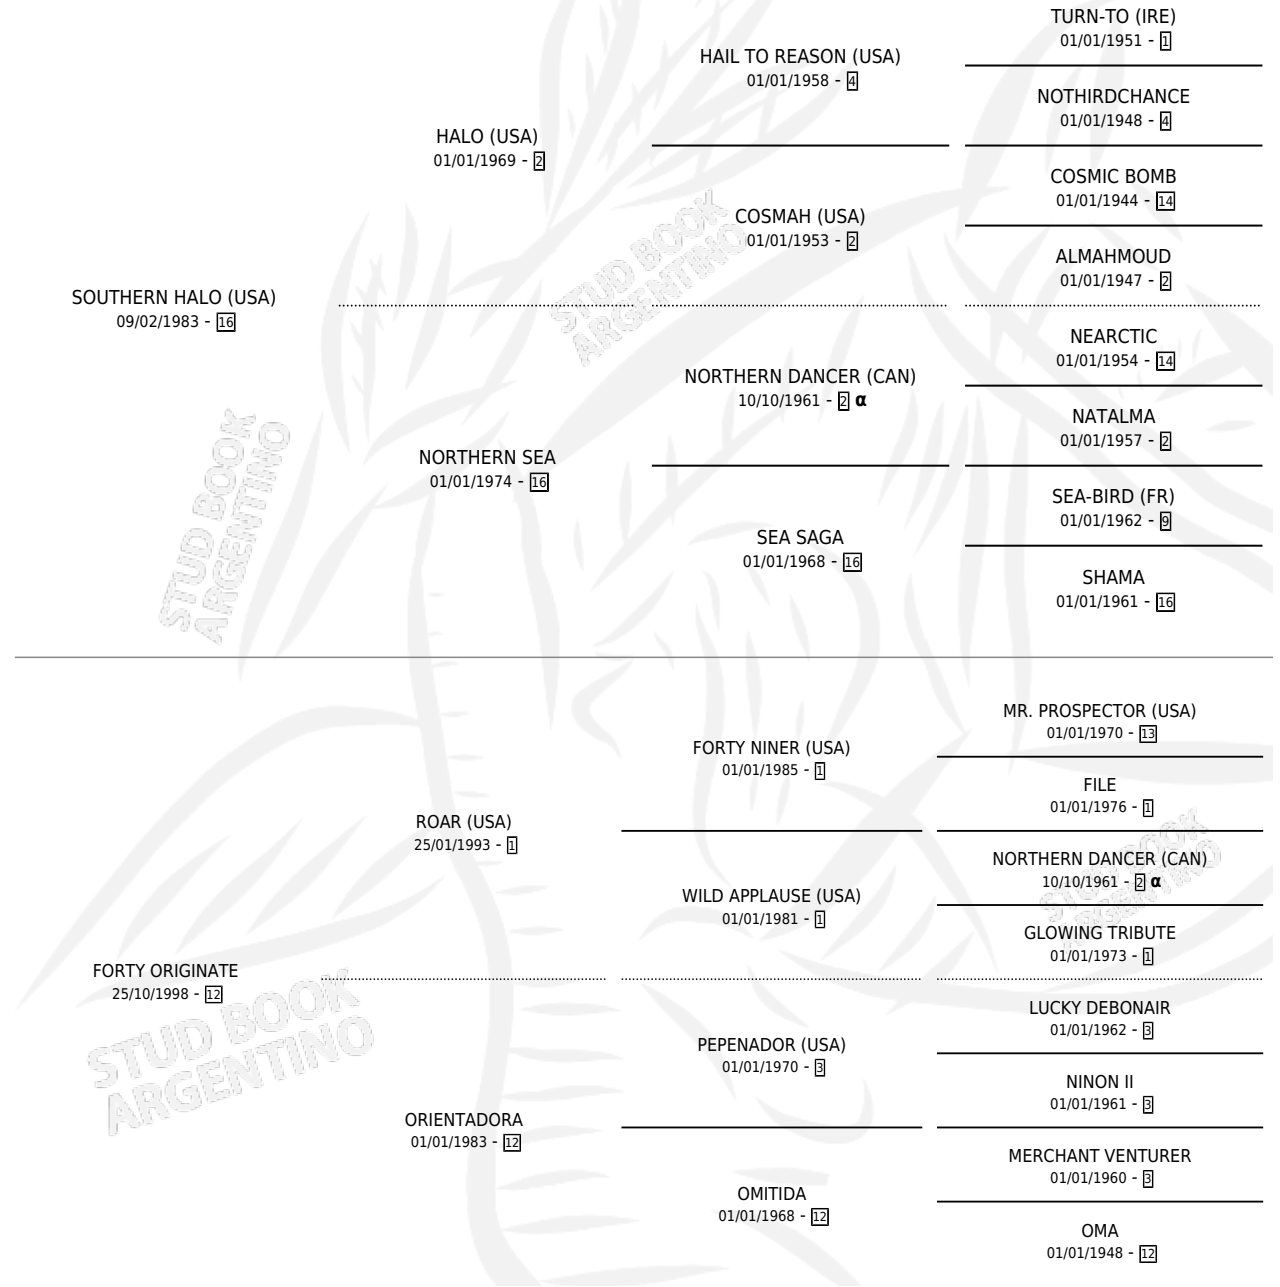 TURN-TO (IRE)
01/01/1951 - 1
HAIL TO REASON (USA)
01/01/1958 - 4
NOTHIRDCHANCE
01/01/1948 - 4
HALO (USA)
01/01/1969 - 2
COSMIC BOMB
01/01/1944 - 14
COSMAH (USA)
01/01/1953 - 2
ALMAHMOUD
01/01/1947 - 2
SOUTHERN HALO (USA)
09/02/1983 - 16
NEARCTIC
01/01/1954 - 14
NORTHERN DANCER (CAN)
10/10/1961 - 2 α
NATALMA
01/01/1957 - 2
NORTHERN SEA
01/01/1974 - 16
SEA-BIRD (FR)
01/01/1962 - 9
SEA SAGA
01/01/1968 - 16
SHAMA
01/01/1961 - 16
MR. PROSPECTOR (USA)
01/01/1970 - 13
FORTY NINER (USA)
01/01/1985 - 1
FILE
01/01/1976 - 1
ROAR (USA)
25/01/1993 - 1
NORTHERN DANCER (CAN)
10/10/1961 - 2 α
WILD APPLAUSE (USA)
01/01/1981 - 1
GLOWING TRIBUTE
01/01/1973 - 1
FORTY ORIGINATE
25/10/1998 - 12
LUCKY DEBONAIR
01/01/1962 - 3
PEPENADOR (USA)
01/01/1970 - 3
NINON II
01/01/1961 - 3
ORIENTADORA
01/01/1983 - 12
MERCHANT VENTURER
01/01/1960 - 3
OMITIDA
01/01/1968 - 12
OMA
01/01/1948 - 12
STUD BOOK
ARGENTINO
STUD BOOK
ARGENTINO
STUD BOOK
ARGENTINO
STUD BOOK
ARGENTINO